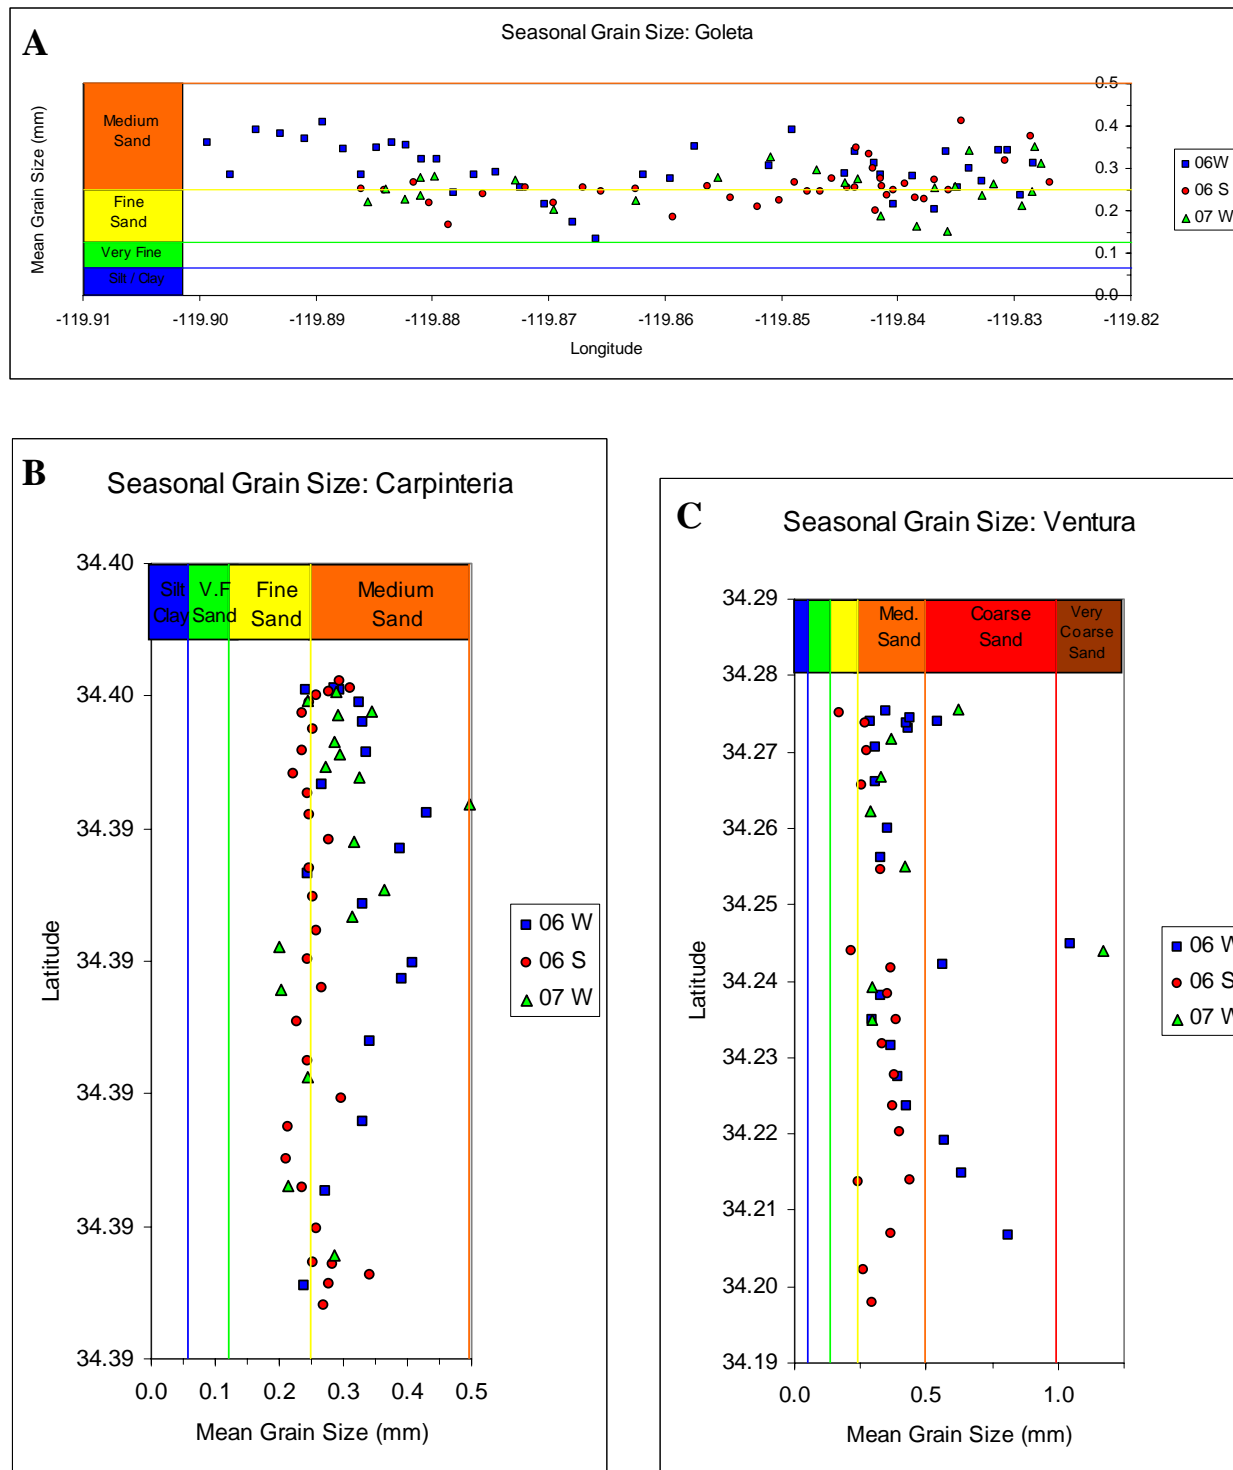 A
Seasonal Grain Size: Goleta
Mean Grain Size (mm)
Medium
Sand
Fine
Sand
Very Fine
Silt / Clay
0.5
0.4
0.3
0.2
0.1
0.0
-119.91 -119.90 -119.89 -119.88 -119.87 -119.86 -119.85 -119.84 -119.83 -119.82
Longitude
06W
06 S
07 W
B
Seasonal Grain Size: Carpinteria
34.40
34.40
34.39
34.39
34.39
34.39
34.39
Latitude
Silt V.F Fine Medium
Clay Sand Sand Sand
0.0 0.1 0.2 0.3 0.4 0.5
Mean Grain Size (mm)
06 W
06 S
07 W
C
Seasonal Grain Size: Ventura
34.29
34.28
34.27
34.26
34.25
34.24
34.23
34.22
34.21
34.20
34.19
Latitude
Med.
Sand
Coarse
Sand
Very
Coarse
Sand
0.0 0.5 1.0
Mean Grain Size (mm)
06 W
06 S
07 W